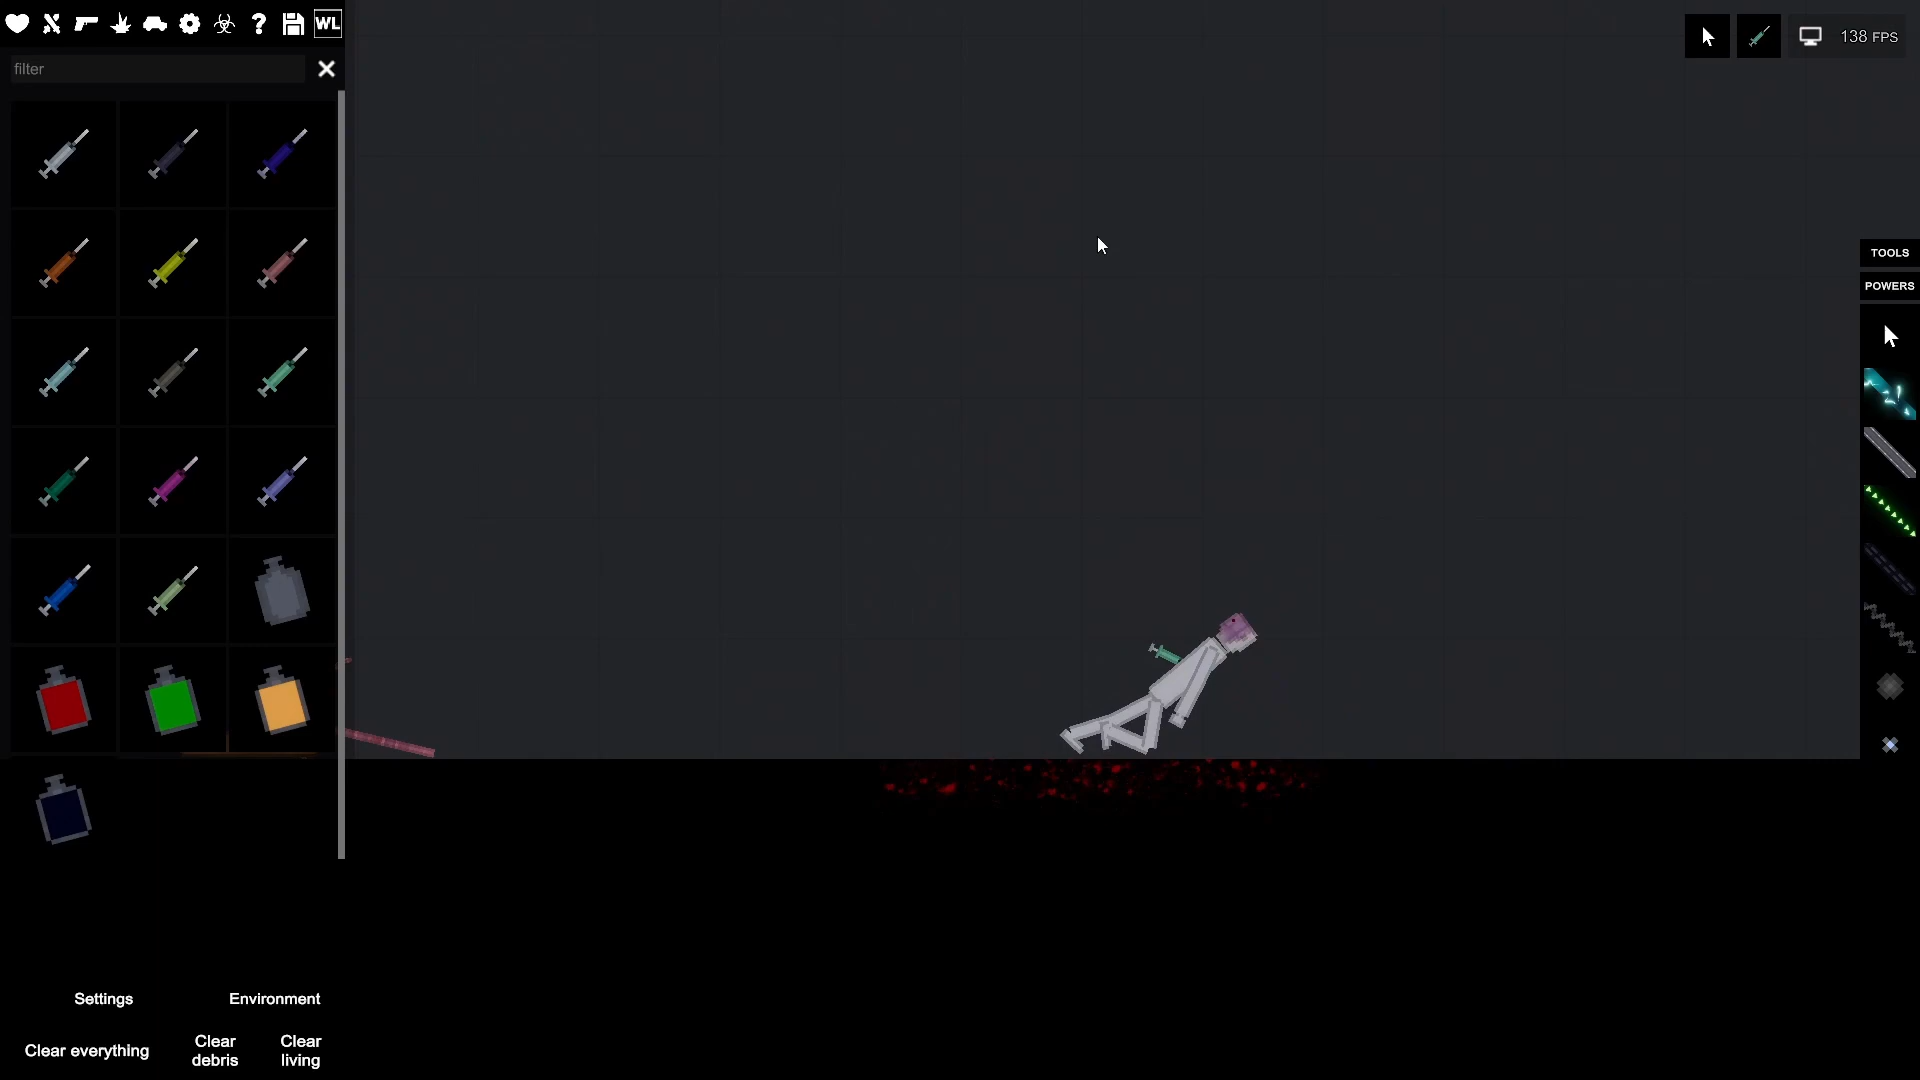 WL
?
filter
138 FPS
TOOLS
POWERS
Settings
Environment
Clear everything
Clear
debris
Clear
living